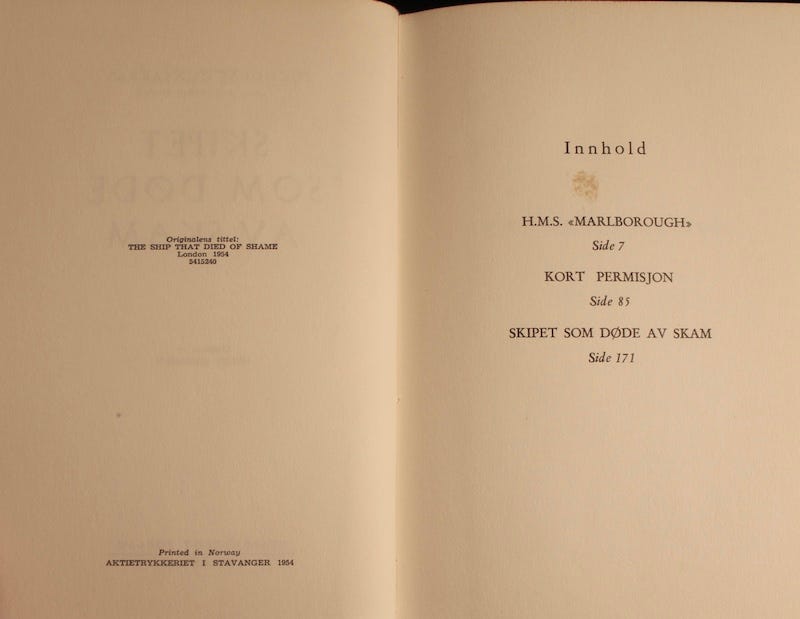 Originalens tittel:
THE SHIP THAT DIED OF SHAME
London 1954
5415240
Printed in Norway
AKTIETRYKKERIET I STAVANGER 1954
Innhold
H.M.S. «MARLBOROUGH»
Side 7
KORT PERMISJON
Side 85
SKIPET SOM DØDE AV SKAM
Side 171